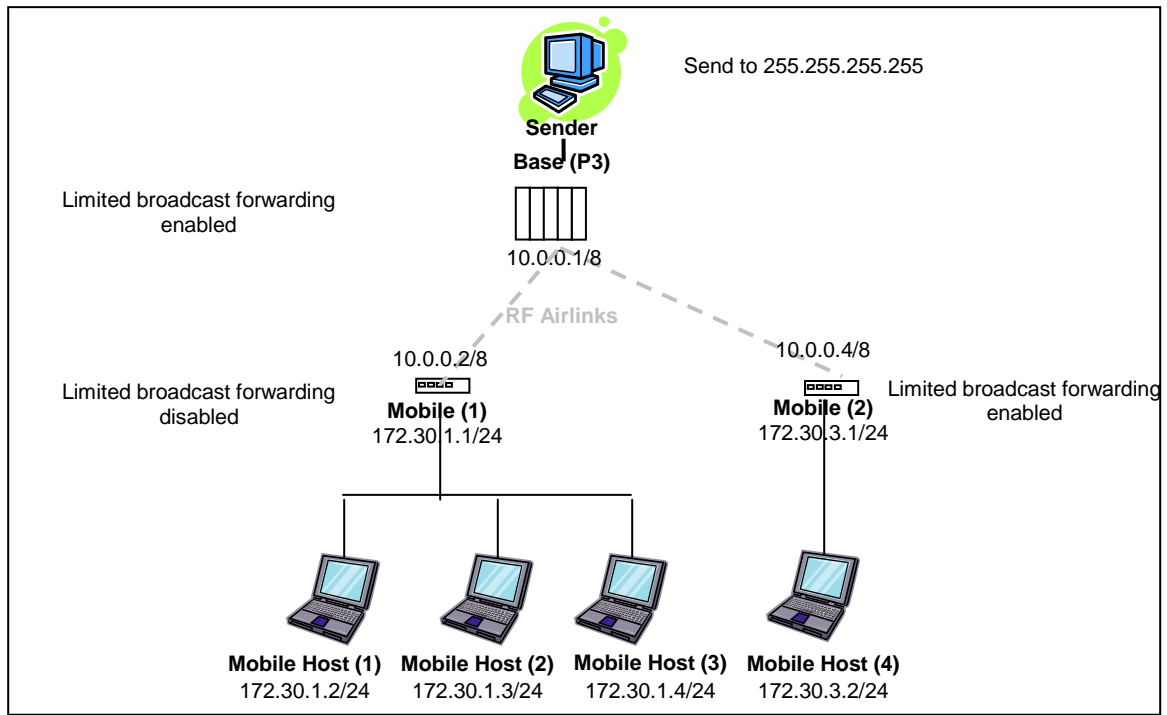 Send to 255.255.255.255
Sender
Base (P3)
Limited broadcast forwarding
enabled
10.0.0.1/8
RF Airlinks
10.0.0.2/8
10.0.0.4/8
Limited broadcast forwarding
disabled
Mobile (1)
172.30.1.1/24
Mobile (2)
172.30.3.1/24
Limited broadcast forwarding
enabled
Mobile Host (1)
172.30.1.2/24
Mobile Host (2)
172.30.1.3/24
Mobile Host (3)
172.30.1.4/24
Mobile Host (4)
172.30.3.2/24